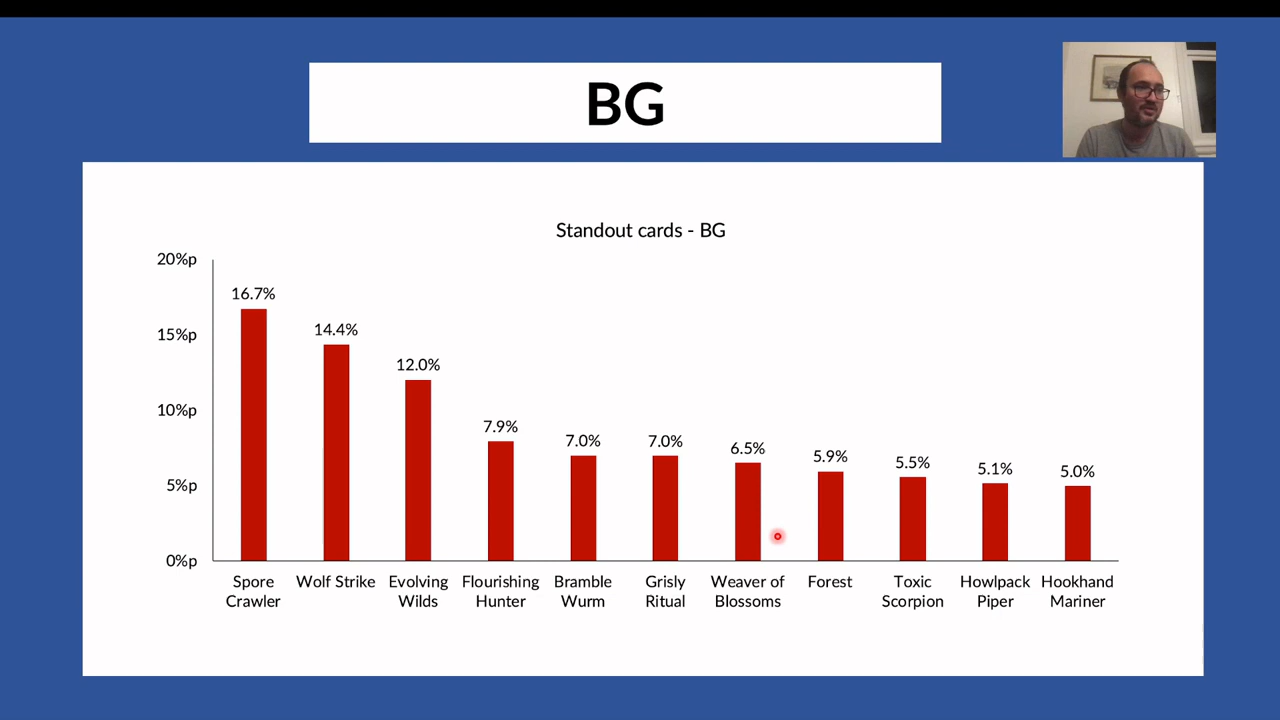 BG
Standout cards - BG
20%p
15%p
10%p
5%p
0%p
16.7%
14.4%
12.0%
7.9%
7.0%
7.0%
6.5%
5.9%
5.5%
5.1%
5.0%
Spore
Crawler
Wolf Strike
Evolving
Wilds
Flourishing
Hunter
Bramble
Wurm
Grisly
Ritual
Weaver of
Blossoms
Forest
Toxic
Scorpion
Howlpack
Piper
Hookhand
Mariner